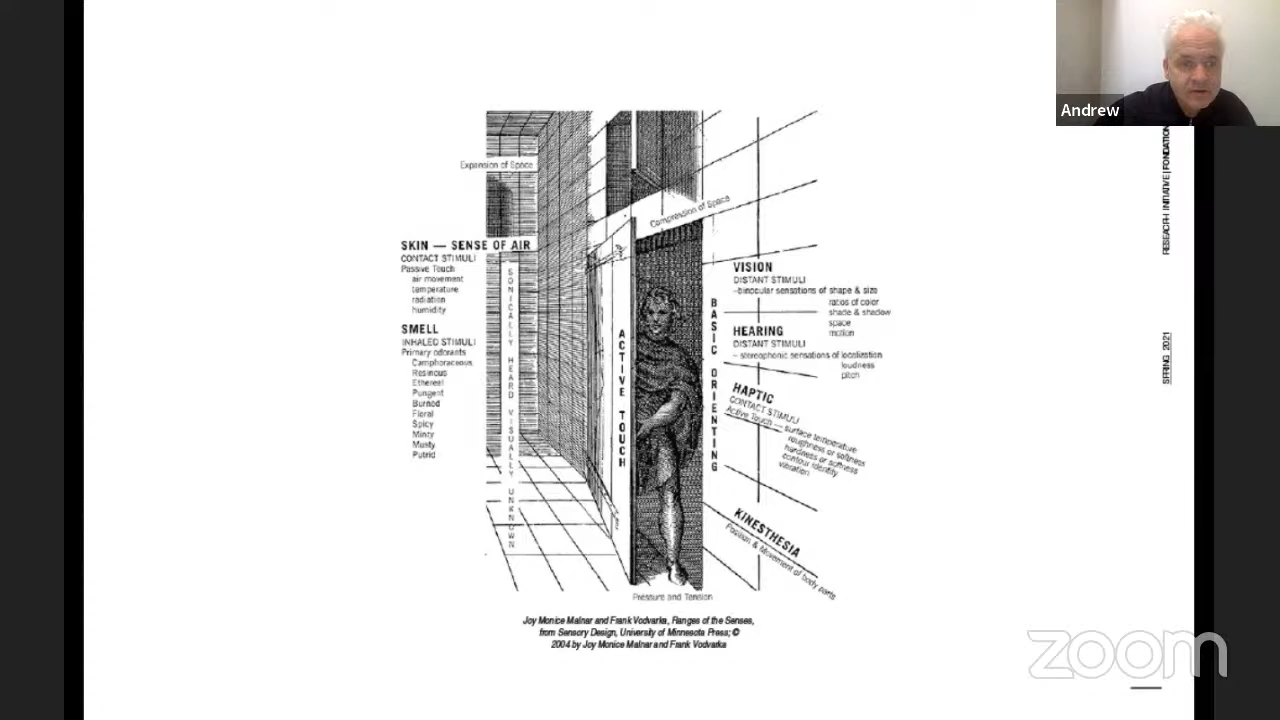 Andrew
Expansion of Space
Compression of Space
SKIN — SENSE OF AIR
CONTACT STIMULI
Passive Touch
air movement
temperature
radiation
humidity
SMELL
INHALED STIMULI
Primary odorants
Camphoraceous
Resinous
Ethereal
Pungent
Burned
Floral
Spicy
Minty
Musty
Putrid
SONICALLY HEARD VISUALLY UNKNOWN
ACTIVE TOUCH
BASIC ORIENTING
VISION
DISTANT STIMULI
–binocular sensations of shape & size
ratios of color
shade & shadow
space
motion
HEARING
DISTANT STIMULI
– stereophonic sensations of localization
loudness
pitch
HAPTIC
CONTACT STIMULI
Active Touch — surface temperature
roughness or softness
hardness or softness
contour identity
vibration
KINESTHESIA
Position & Movement of body parts
Pressure and Tension
Joy Monice Malnar and Frank Vodvarka, Ranges of the Senses,
from Sensory Design, University of Minnesota Press; ©
2004 by Joy Monice Malnar and Frank Vodvarka
INITIATIVE | FONDATION
SPRING 2021
zoom